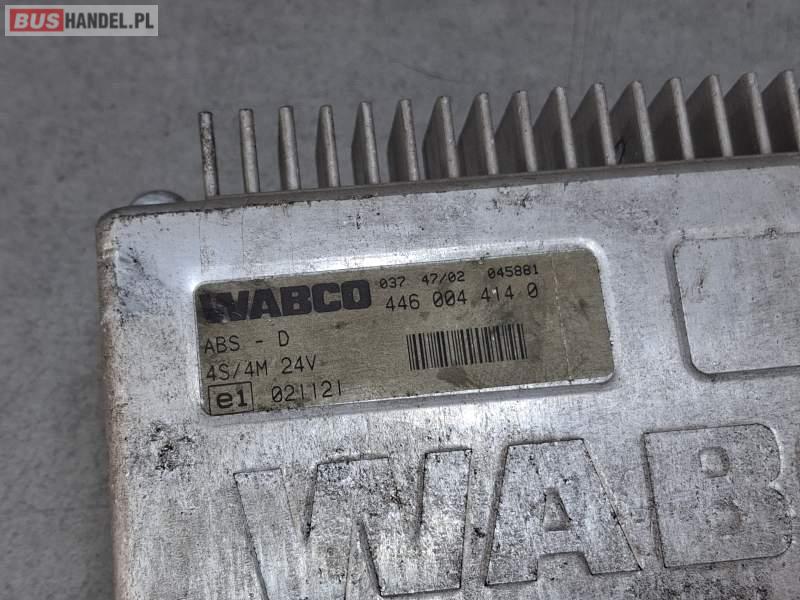 BUSHANDEL.PL
WABCO 037 47/02 045881
446 004 414 0
ABS - D
4S/4M 24V
e1 021121
WAB